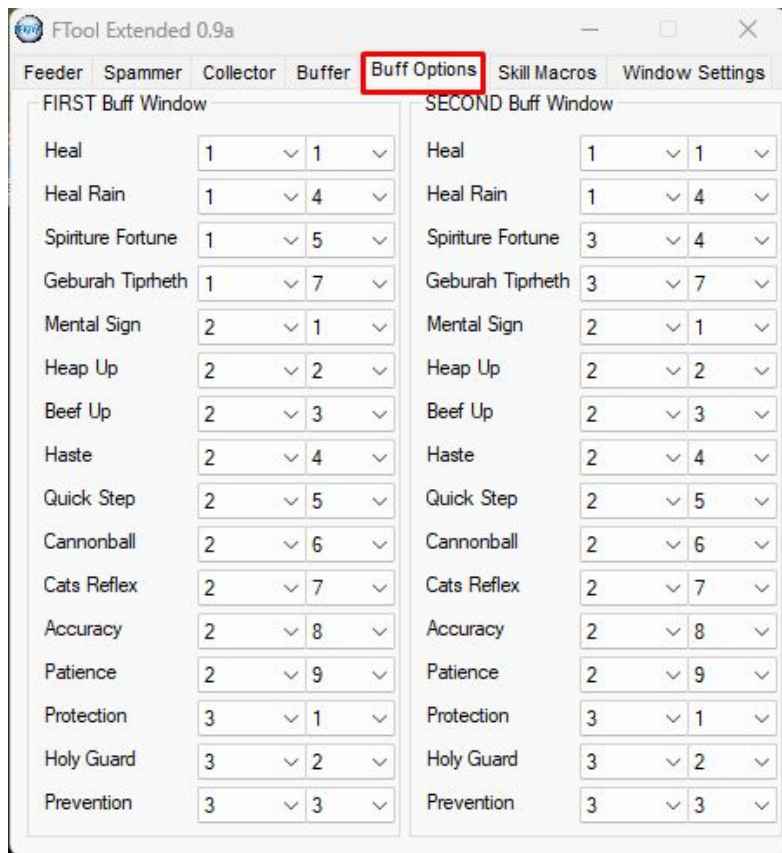 FTool Extended 0.9a
Feeder Spammer Collector Buffer Buff Options Skill Macros Window Settings
FIRST Buff Window SECOND Buff Window
Heal 1 1 Heal 1 1
Heal Rain 1 4 Heal Rain 1 4
Spiriture Fortune 1 5 Spiriture Fortune 3 4
Geburah Tiprheth 1 7 Geburah Tiprheth 3 7
Mental Sign 2 1 Mental Sign 2 1
Heap Up 2 2 Heap Up 2 2
Beef Up 2 3 Beef Up 2 3
Haste 2 4 Haste 2 4
Quick Step 2 5 Quick Step 2 5
Cannonball 2 6 Cannonball 2 6
Cats Reflex 2 7 Cats Reflex 2 7
Accuracy 2 8 Accuracy 2 8
Patience 2 9 Patience 2 9
Protection 3 1 Protection 3 1
Holy Guard 3 2 Holy Guard 3 2
Prevention 3 3 Prevention 3 3